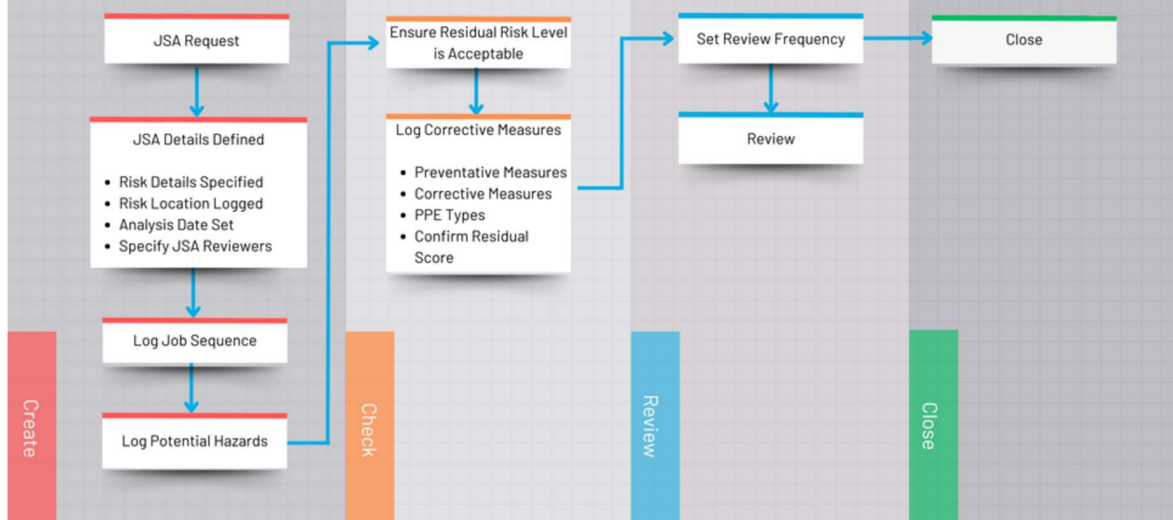 JSA Request
JSA Details Defined
• Risk Details Specified
• Risk Location Logged
• Analysis Date Set
• Specify JSA Reviewers
Log Job Sequence
Log Potential Hazards
Create
Ensure Residual Risk Level
is Acceptable
Log Corrective Measures
• Preventative Measures
• Corrective Measures
• PPE Types
• Confirm Residual
Score
Check
Set Review Frequency
Review
Review
Close
Close